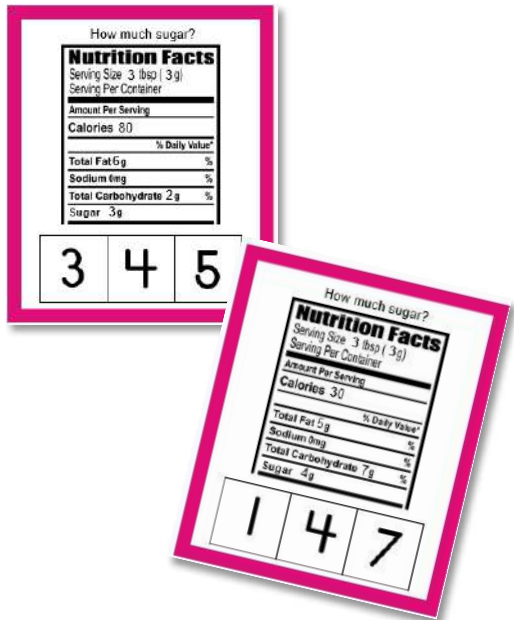 How much sugar?
Nutrition Facts
Serving Size 3 tbsp ( 3g)
Serving Per Container
Amount Per Serving
Calories 80
% Daily Value*
Total Fat 6g %
Sodium 0mg %
Total Carbohydrate 2g %
Sugar 3g
3 4 5
How much sugar?
Nutrition Facts
Serving Size 3 tbsp ( 3g)
Serving Per Container
Amount Per Serving
Calories 30
% Daily Value*
Total Fat 5g %
Sodium 0mg %
Total Carbohydrate 7g %
Sugar 4g
1 4 7